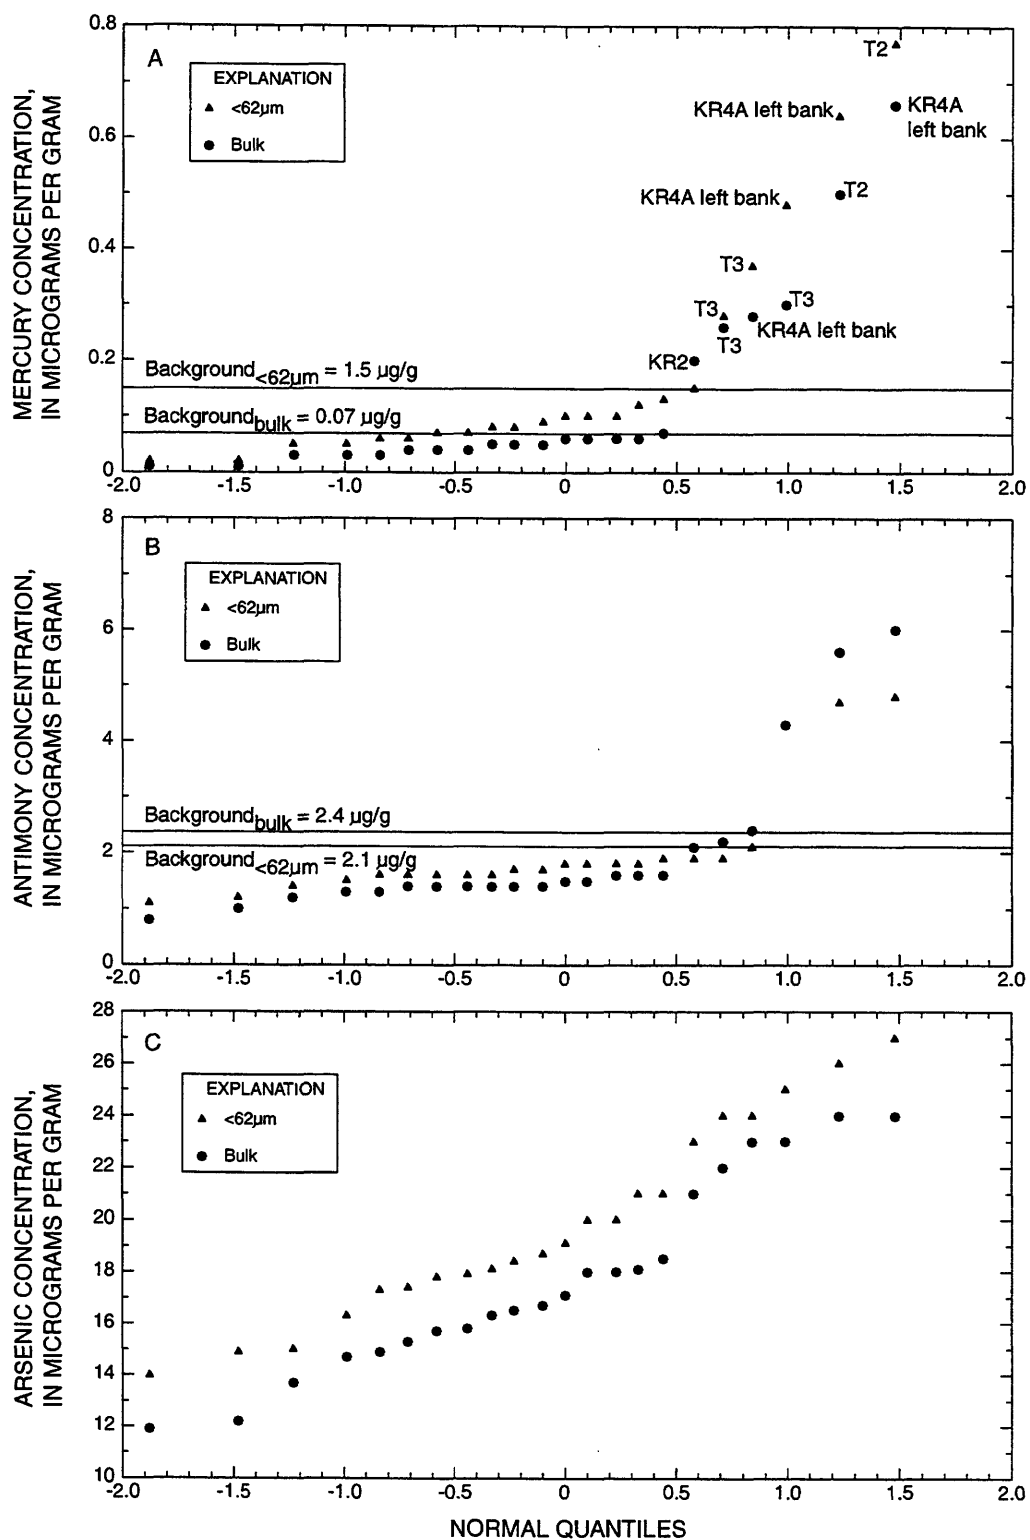 MERCURY CONCENTRATION,
IN MICROGRAMS PER GRAM
0.8
0.6
0.4
0.2
0
A
EXPLANATION
<62µm
Bulk
T2
KR4A left bank
KR4A
left bank
KR4A left bank
T2
T3
T3
T3
KR4A left bank
T3
KR2
Background<62µm = 1.5 µg/g
Background bulk = 0.07 µg/g
-2.0 -1.5 -1.0 -0.5 0 0.5 1.0 1.5 2.0
ANTIMONY CONCENTRATION,
IN MICROGRAMS PER GRAM
8
6
4
2
0
B
EXPLANATION
<62µm
Bulk
Background bulk = 2.4 µg/g
Background<62µm = 2.1 µg/g
-2.0 -1.5 -1.0 -0.5 0 0.5 1.0 1.5 2.0
ARSENIC CONCENTRATION,
IN MICROGRAMS PER GRAM
28
26
24
22
20
18
16
14
12
10
C
EXPLANATION
<62µm
Bulk
-2.0 -1.5 -1.0 -0.5 0 0.5 1.0 1.5 2.0
NORMAL QUANTILES